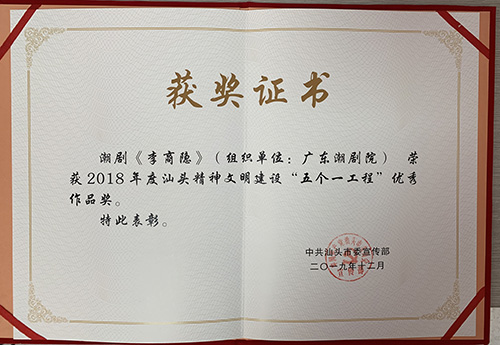 获奖证书
潮剧《李商隐》（组织单位：广东潮剧院） 荣
获2018年度汕头精神文明建设“五个一工程”优秀
作品奖。
特此表彰。
中共汕头市委宣传部
二〇一九年十二月